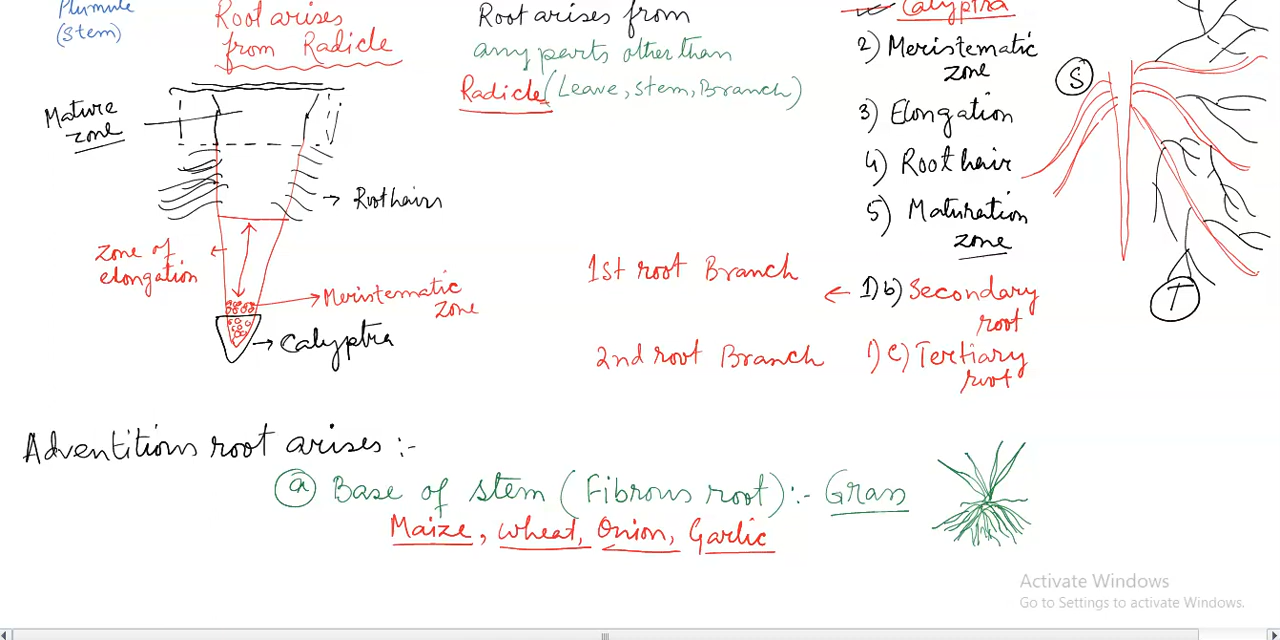 Plumule
(Stem)
Root arises
from Radicle
Root arises from
any parts other than
Radicle (Leave, Stem, Branch)
Calyptra
2) Meristematic
zone
3) Elongation
4) Root hair
5) Maturation
zone
S
Mature
zone
→ Root hairs
zone of
elongation
Meristematic
zone
→ Calyptra
1st root Branch
← 1) b) Secondary
root
2nd root Branch
1) c) Tertiary
root
T
Adventitions root arises :-
(a) Base of stem (Fibrous root) :- Grass
Maize, wheat, Onion, Garlic
Activate Windows
Go to Settings to activate Windows.